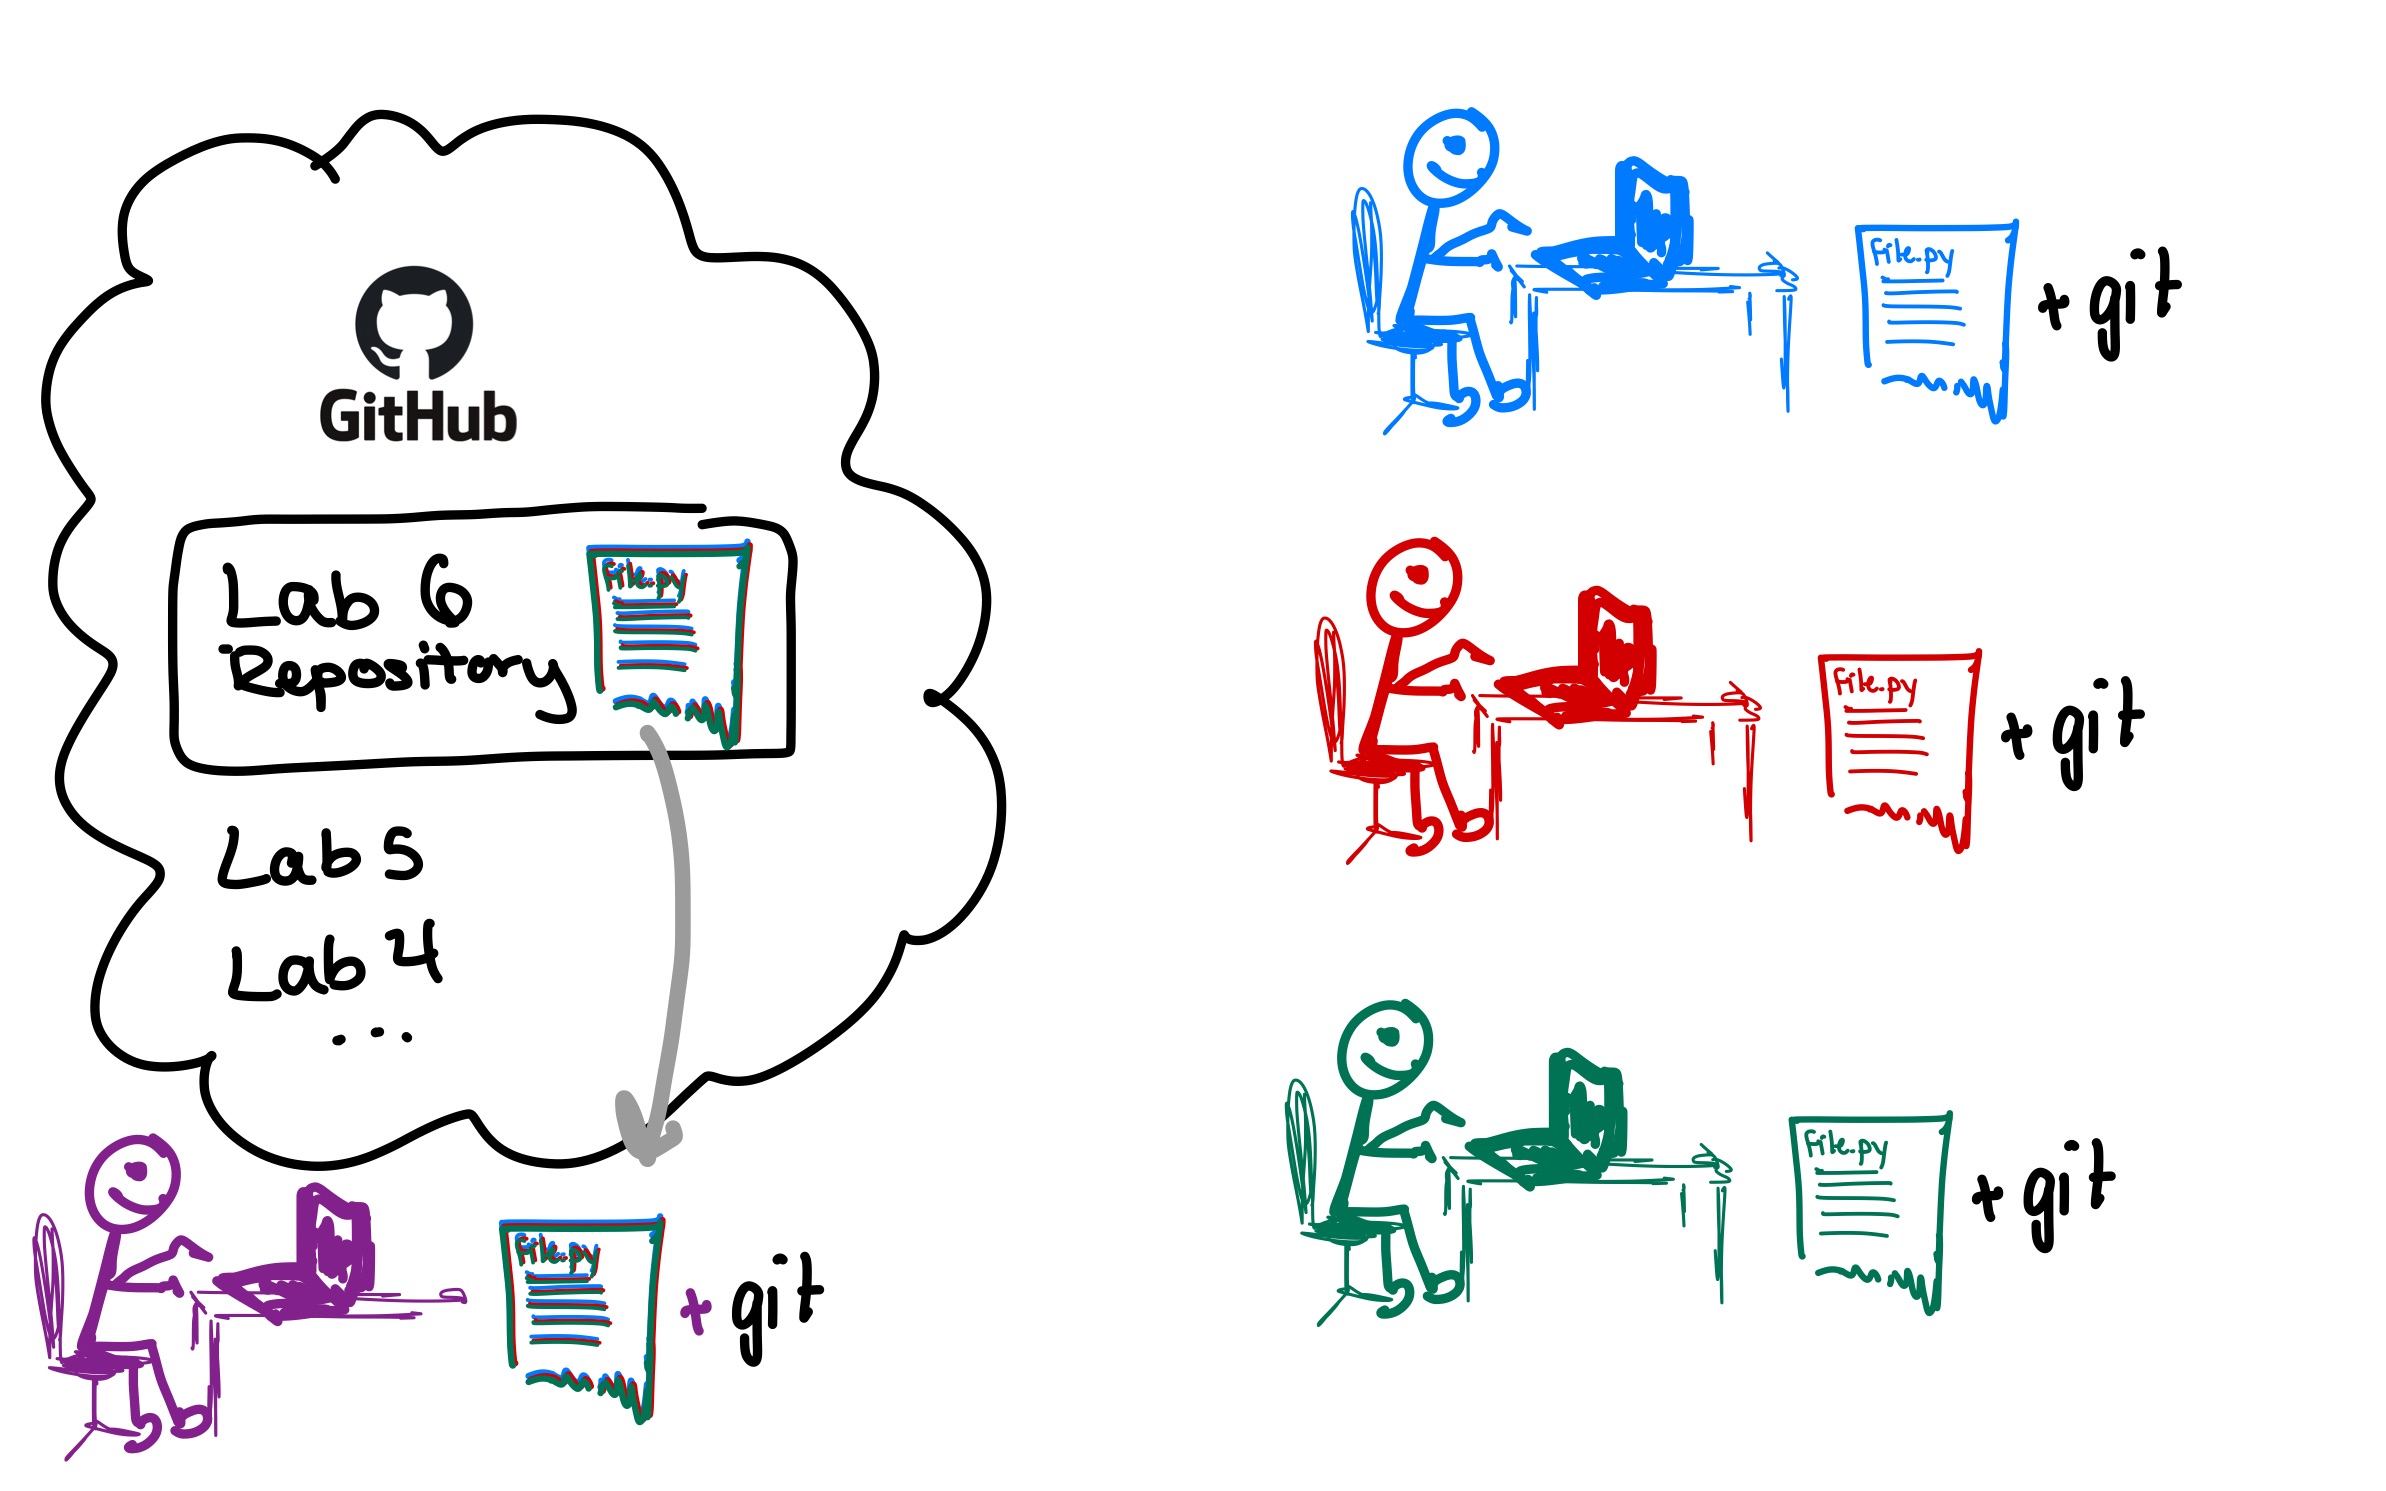 GitHub
Lab 6
Repository
File.py
Lab 5
Lab 4
...
File.py
+ git
File.py
+ git
File.py
+ git
File.py
+ git